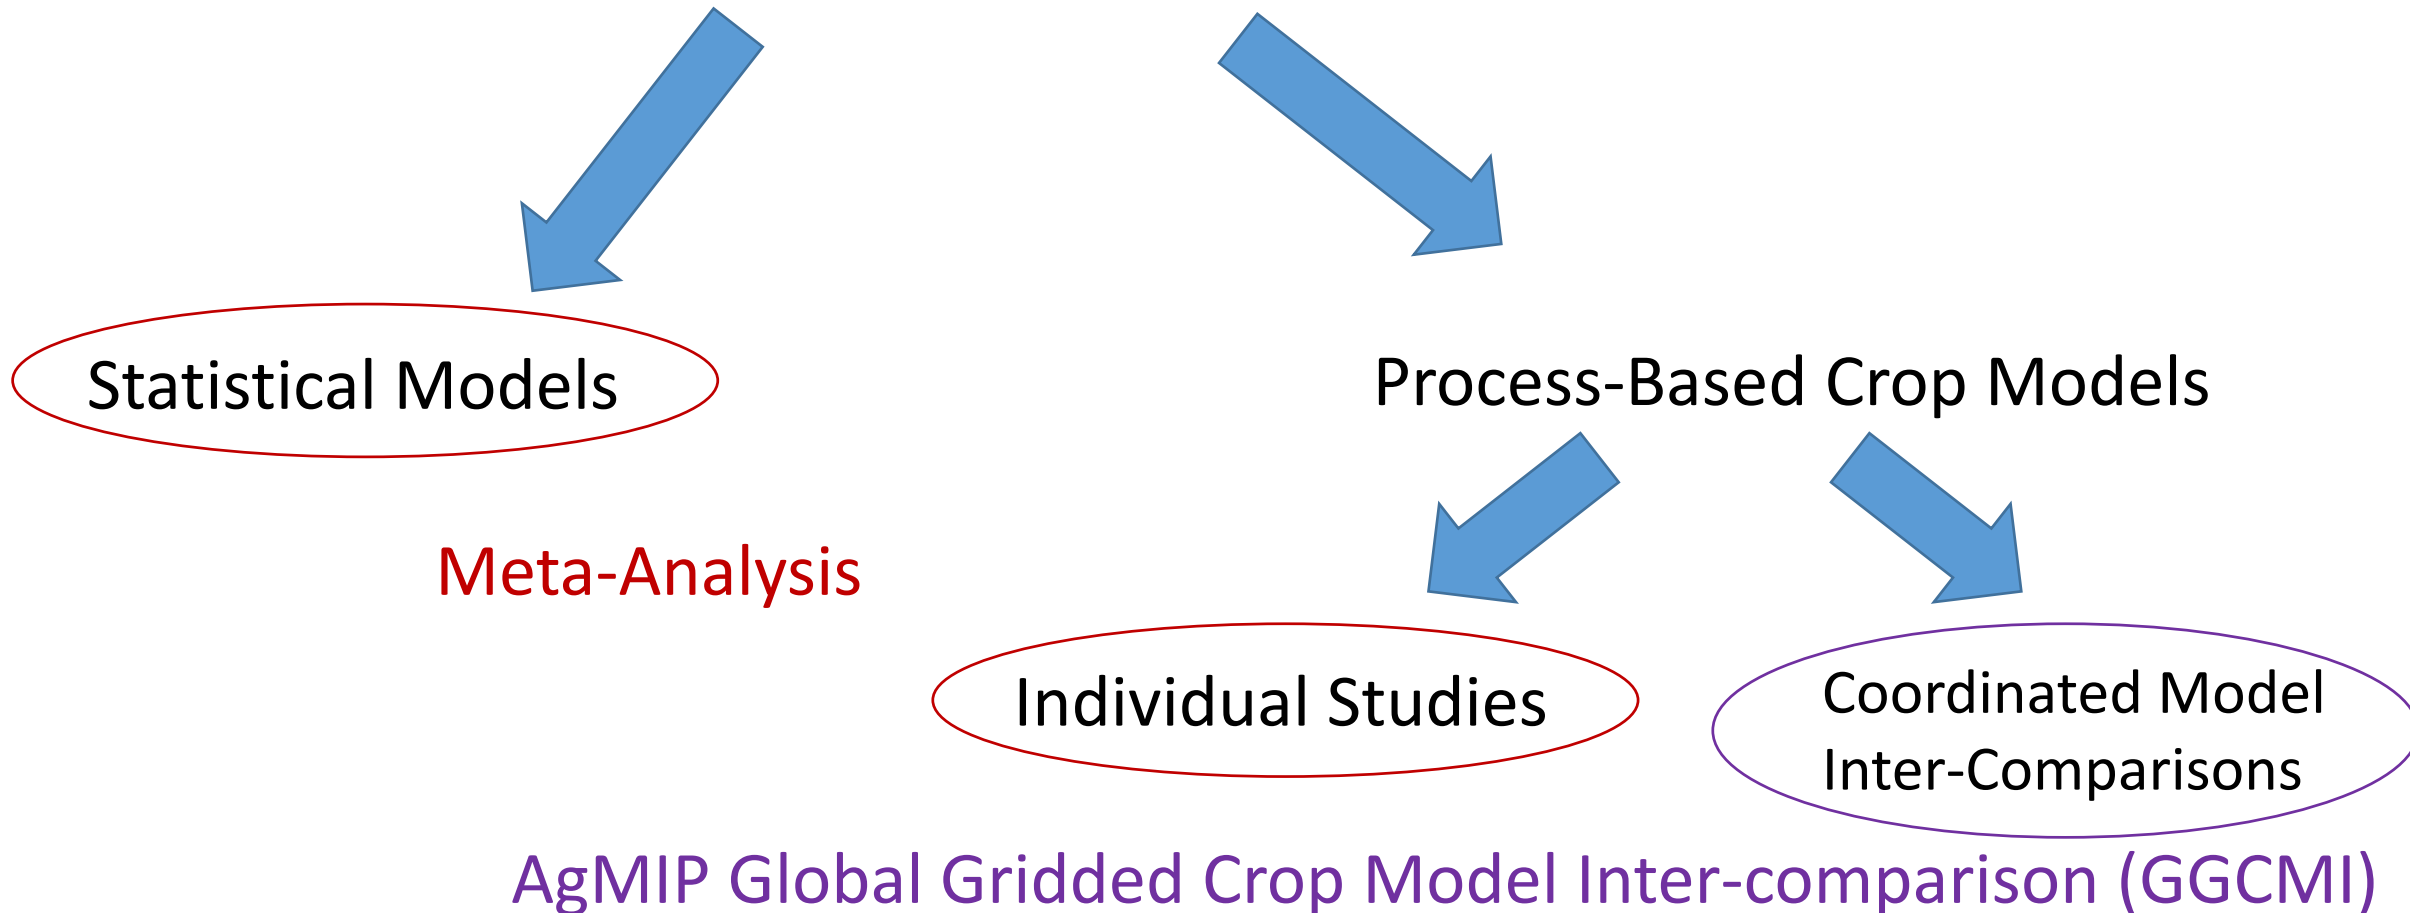 Statistical Models
Process-Based Crop Models
Meta-Analysis
Individual Studies
Coordinated Model
Inter-Comparisons
AgMIP Global Gridded Crop Model Inter-comparison (GGCMI)